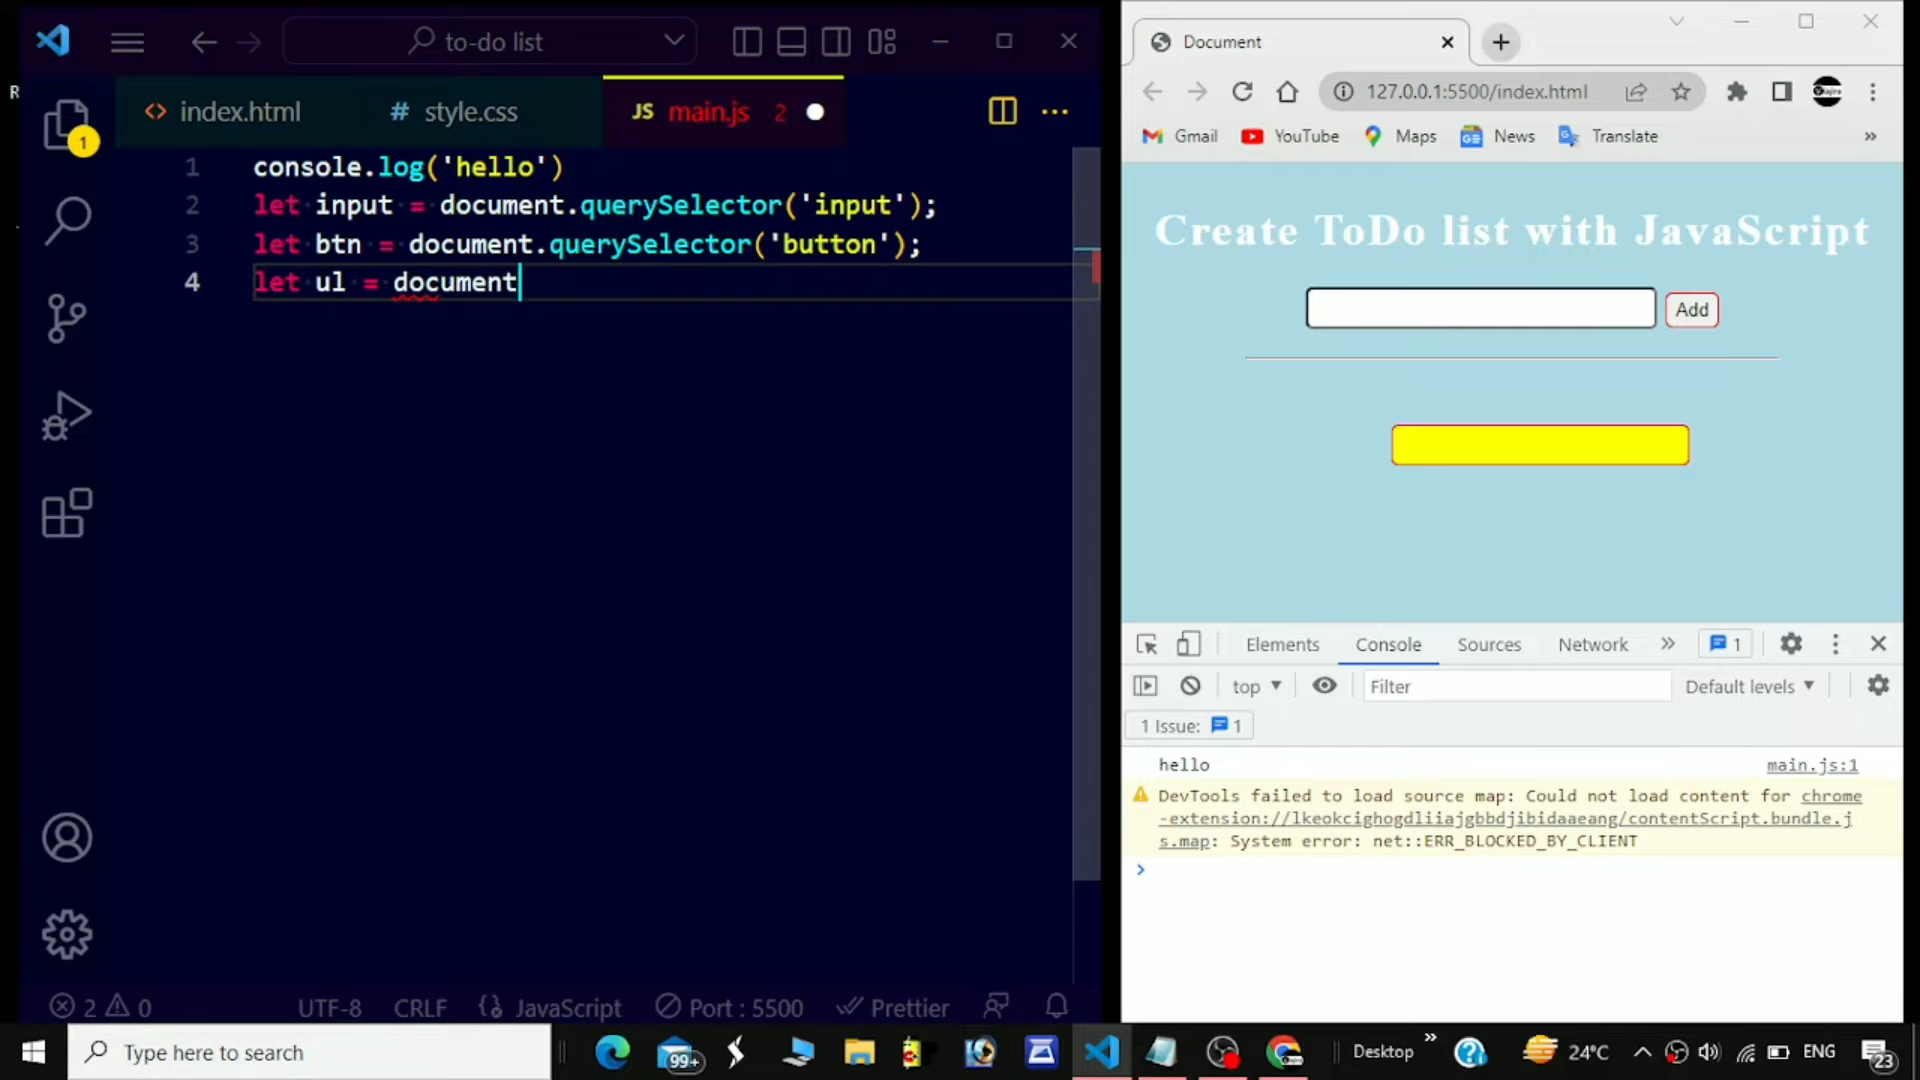 to-do list
R
index.html
# style.css
JS main.js 2
1
1 console.log('hello')
2 let input = document.querySelector('input');
3 let btn = document.querySelector('button');
4 let ul = document
2 0 UTF-8 CRLF {} JavaScript Port : 5500 Prettier
Document
127.0.0.1:5500/index.html
Gmail YouTube Maps News Translate »
Create ToDo list with JavaScript
Add
Elements Console Sources Network » 1
top Filter Default levels
1 Issue: 1
hello main.js:1
DevTools failed to load source map: Could not load content for chrome
-extension://lkeokcighogdliiajgbbdjibidaaeang/contentScript.bundle.j
s.map: System error: net::ERR_BLOCKED_BY_CLIENT
Type here to search 99+ Desktop » 24°C ENG 23